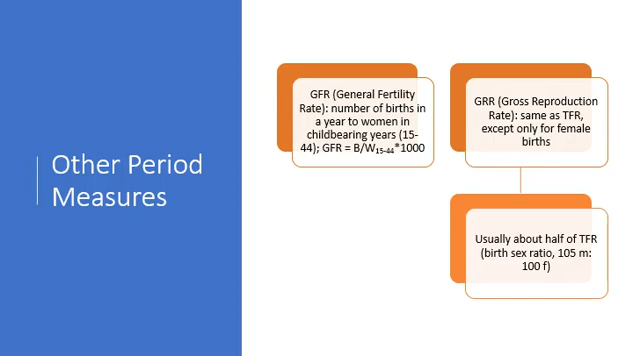 Other Period
Measures
GFR (General Fertility
Rate): number of births in
a year to women in
childbearing years (15-
44); GFR = B/W15-44*1000
GRR (Gross Reproduction
Rate): same as TFR,
except only for female
births
Usually about half of TFR
(birth sex ratio, 105 m:
100 f)